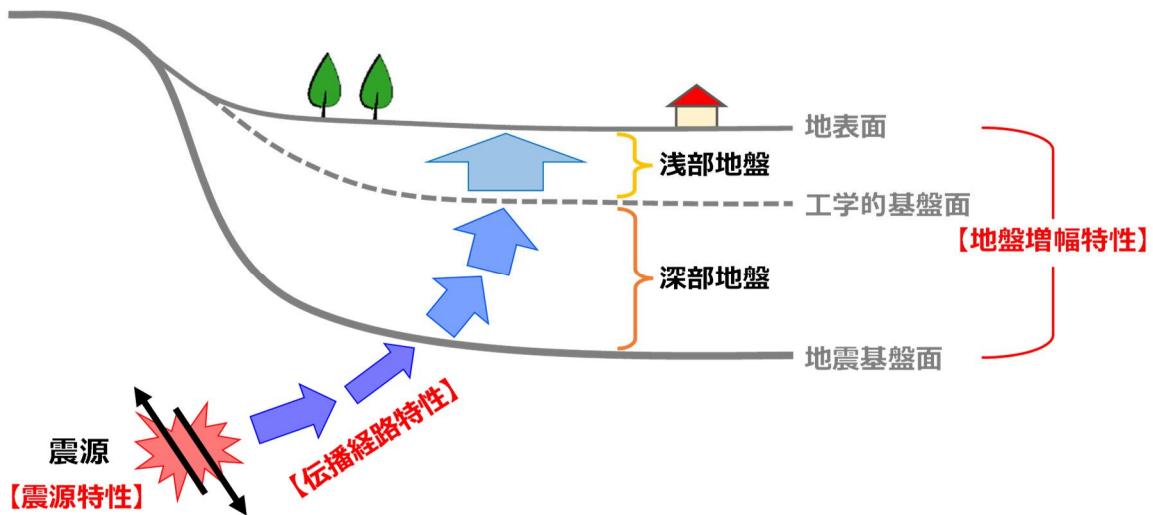 地表面
浅部地盤
工学的基盤面
【地盤増幅特性】
深部地盤
地震基盤面
【伝播経路特性】
震源
【震源特性】